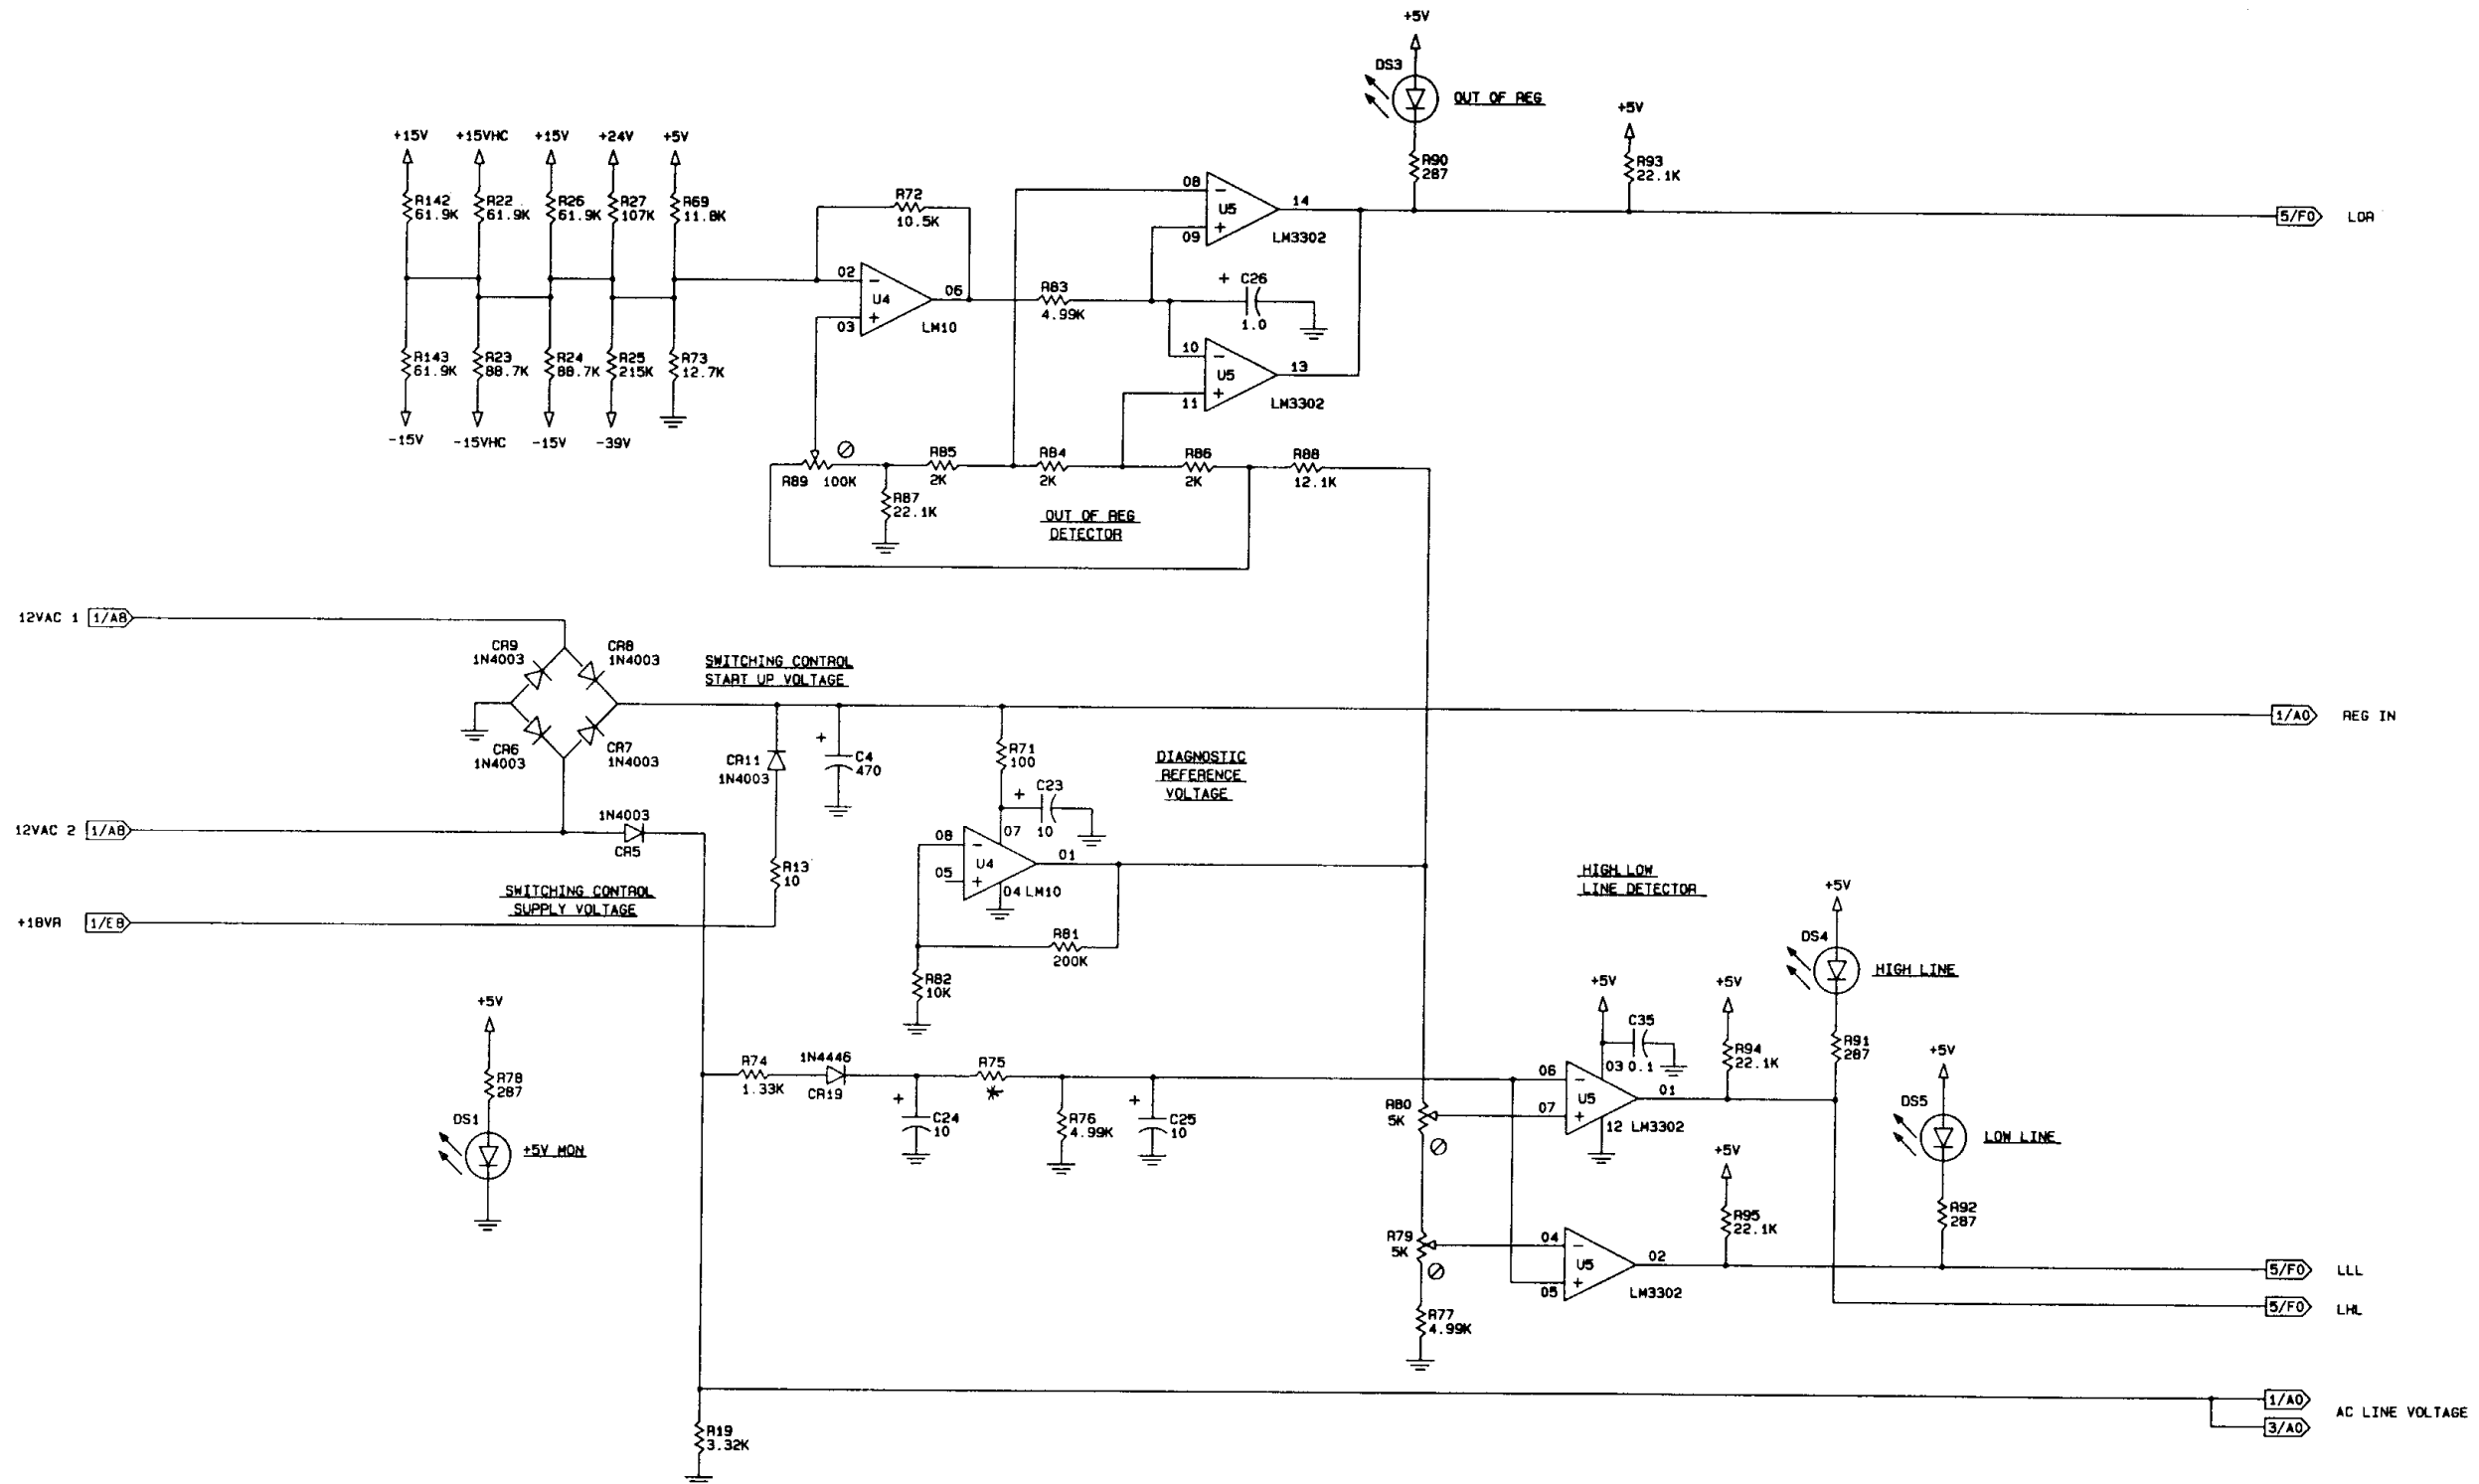 +5V
DS3
OUT OF REG
+5V
R90
287
R93
22.1K
+15V
+15VHC
+15V
+24V
+5V
R142
61.9K
R22
61.9K
R26
61.9K
R27
107K
R69
11.8K
R72
10.5K
08
-
U5
+
09
14
LM3302
5/F0
LOR
02
-
U4
+
03
06
LM10
R83
4.99K
+
C26
1.0
10
-
U5
+
11
13
LM3302
R143
61.9K
R23
88.7K
R24
88.7K
R25
215K
R73
12.7K
-15V
-15VHC
-15V
-39V
R89
100K
R85
2K
R84
2K
R86
2K
R88
12.1K
R87
22.1K
OUT OF REG
DETECTOR
12VAC 1
1/A8
CR9
1N4003
CR8
1N4003
SWITCHING CONTROL
START UP VOLTAGE
CR6
1N4003
CR7
1N4003
CR11
1N4003
+
C4
470
R71
100
DIAGNOSTIC
REFERENCE
VOLTAGE
1/A0
REG IN
+
C23
10
12VAC 2
1/A8
1N4003
CR5
08
-
U4
05
+
07
01
04
LM10
R13
10
SWITCHING CONTROL
SUPPLY VOLTAGE
+18VR
1/E8
R81
200K
R82
10K
HIGH LOW
LINE DETECTOR
+5V
DS4
HIGH LINE
+5V
+5V
C35
0.1
R94
22.1K
R91
287
+5V
DS5
LOW LINE
+5V
R78
287
DS1
+5V MON
R74
1.33K
1N4446
CR19
R75
*
+
C24
10
R76
4.99K
+
C25
10
R80
5K
06
-
U5
07
+
03
01
12
LM3302
+5V
R95
22.1K
R92
287
R79
5K
04
-
U5
+
05
02
LM3302
R77
4.99K
5/F0
LLL
5/F0
LHL
R19
3.32K
1/A0
3/A0
AC LINE VOLTAGE